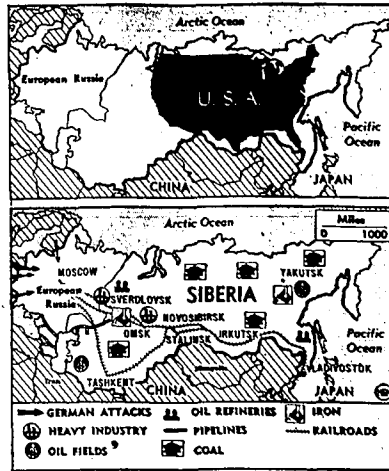 Arctic Ocean
European Russia
U. S. A.
Pacific
Ocean
CHINA
JAPAN
Arctic Ocean
Miles
0 1000
MOSCOW
YAKUTSK
European
Russia
SVERDLOVSK
SIBERIA
NOVOSIBIRSK
OMSK
STALINSK
IRKUTSK
Pacific
Ocean
Iran
TASHKENT
VLADIVOSTOK
CHINA
JAPAN
GERMAN ATTACKS
OIL REFINERIES
IRON
HEAVY INDUSTRY
PIPELINES
RAILROADS
OIL FIELDS
COAL